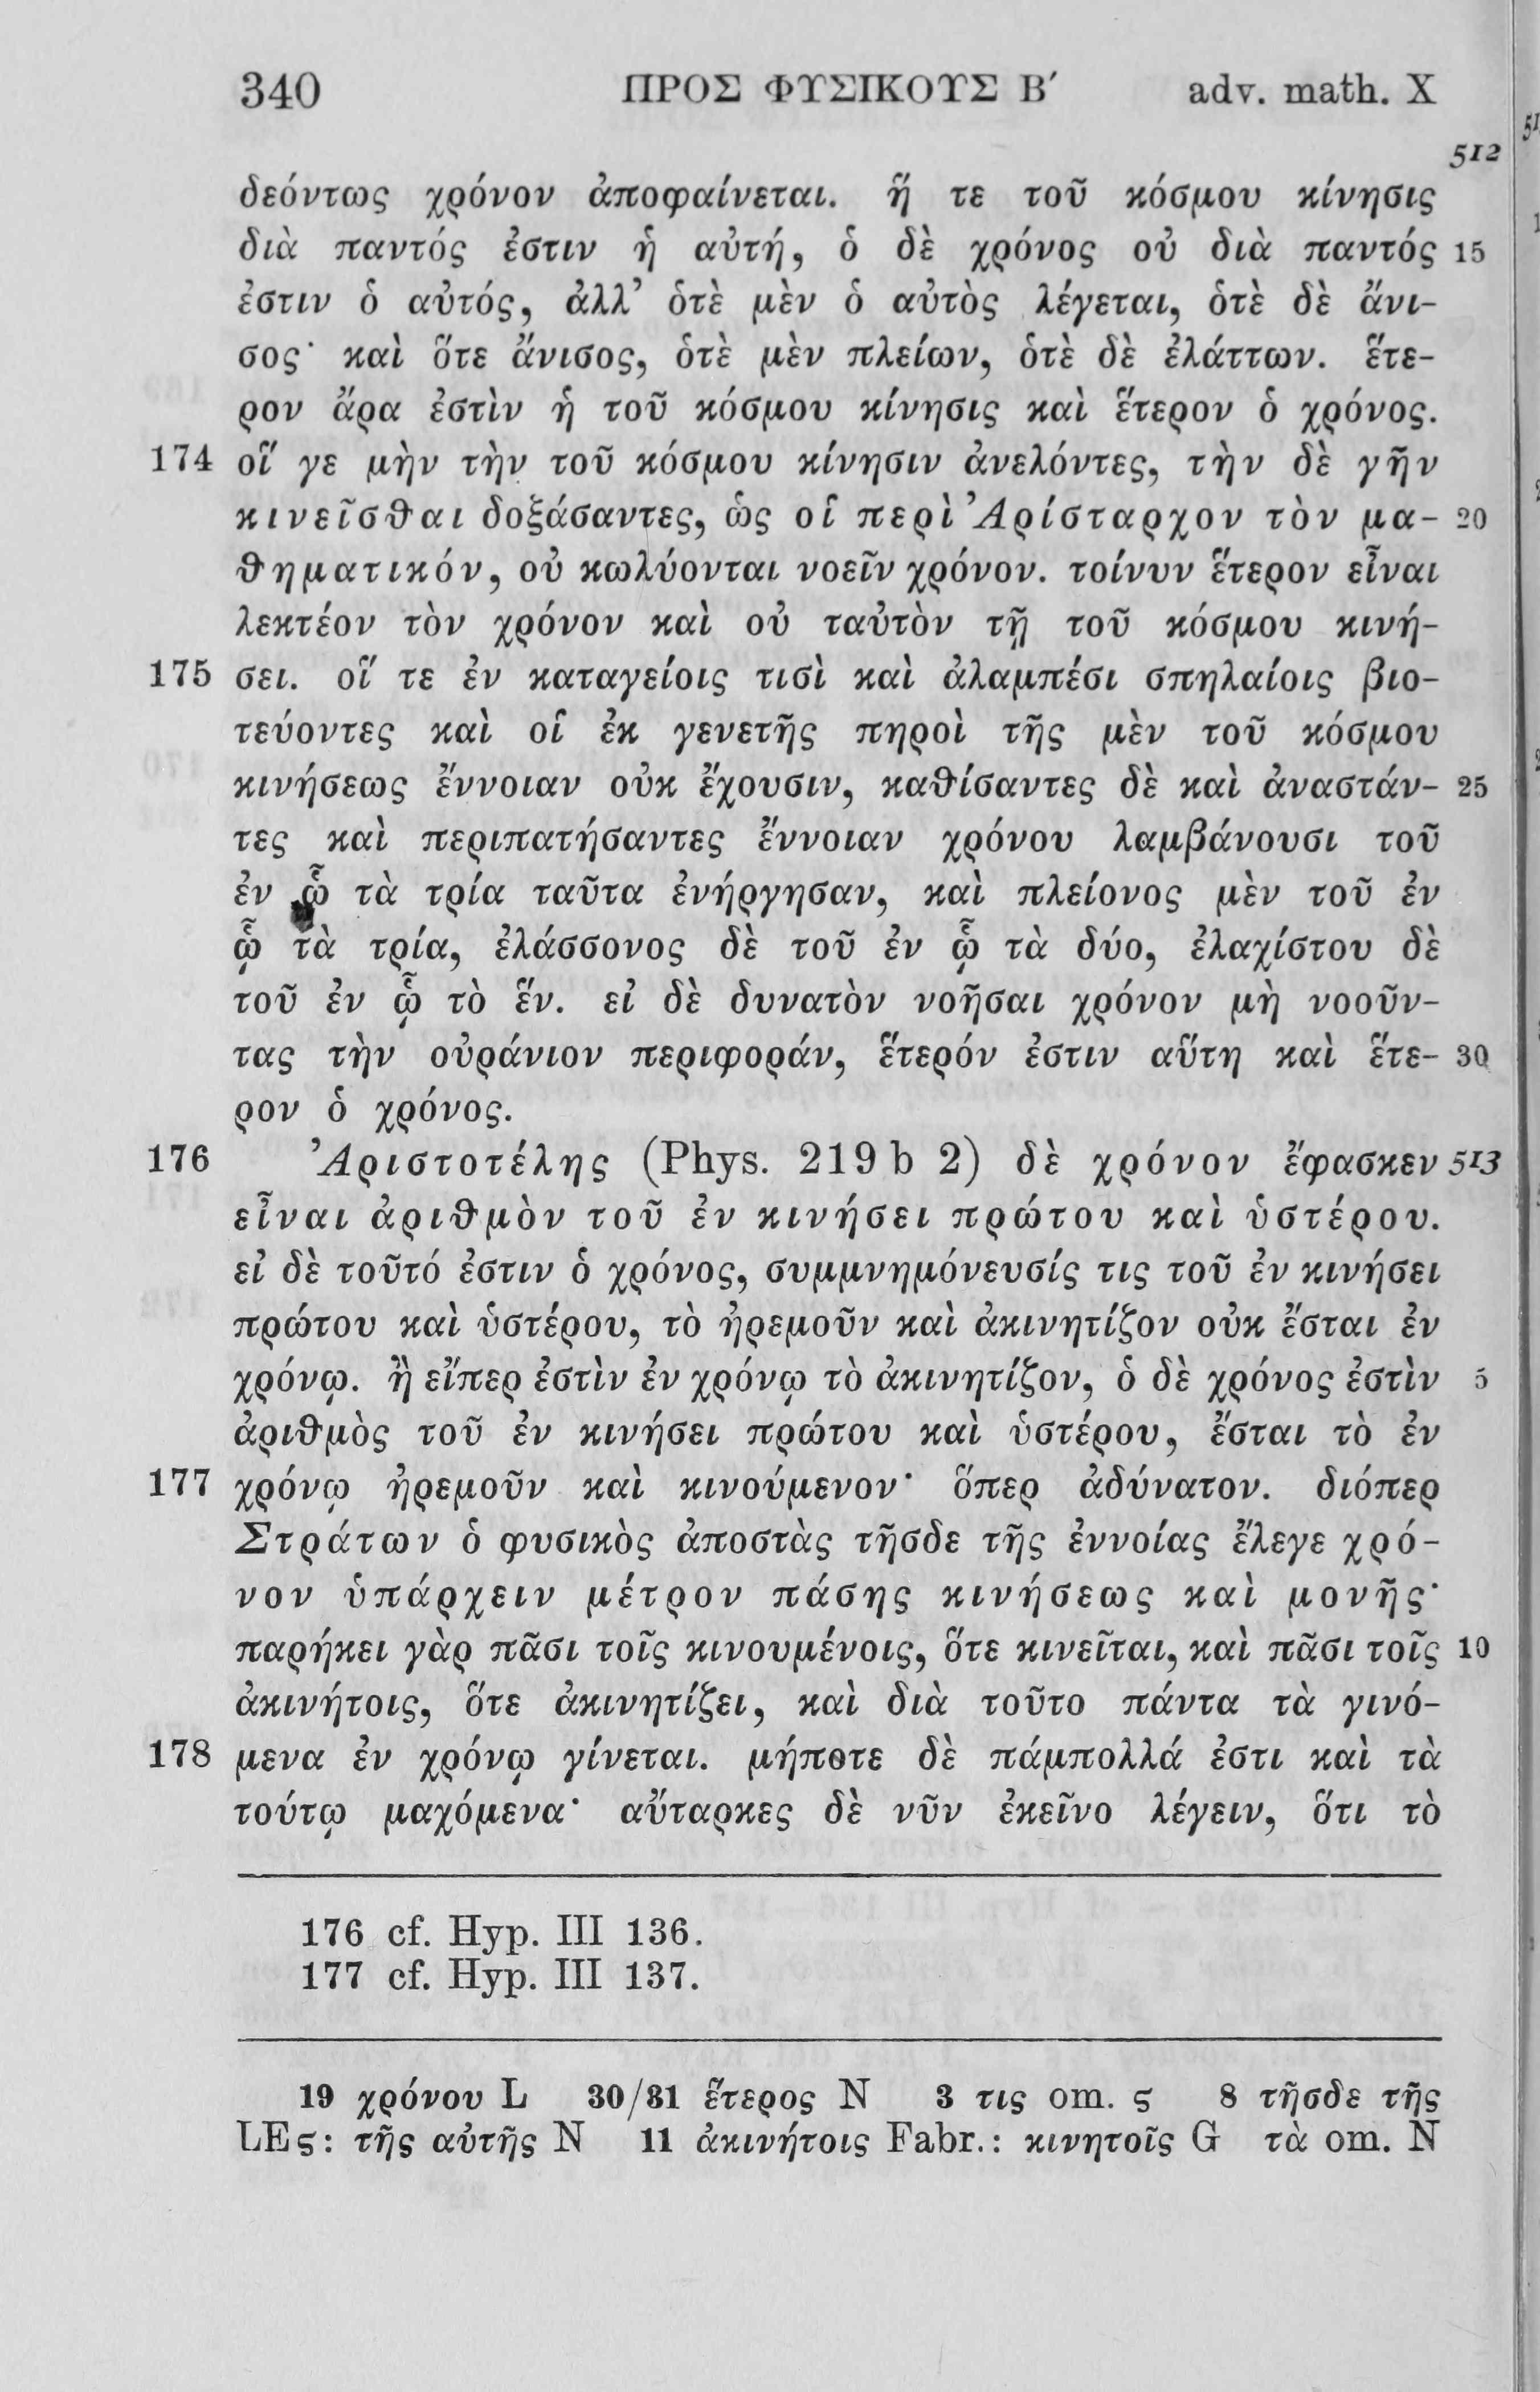 340 ΠΡΟΣ ΦΥΣΙΚΟΥΣ Β′ adv. math. X
512
δεόντως χρόνον ἀποφαίνεται. ἥ τε τοῦ κόσμου κίνησις
διὰ παντός ἐστιν ἡ αὐτή, ὁ δὲ χρόνος οὐ διὰ παντός 15
ἐστιν ὁ αὐτός, ἀλλ’ ὁτὲ μὲν ὁ αὐτὸς λέγεται, ὁτὲ δὲ ἄνι-
σος· καὶ ὅτε ἄνισος, ὁτὲ μὲν πλείων, ὁτὲ δὲ ἐλάττων. ἕτε-
ρον ἄρα ἐστὶν ἡ τοῦ κόσμου κίνησις καὶ ἕτερον ὁ χρόνος.
174 οἵ γε μὴν τὴν τοῦ κόσμου κίνησιν ἀνελόντες, τὴν δὲ γῆν
κινεῖσθαι δοξάσαντες, ὡς οἱ περὶ Ἀρίσταρχον τὸν μα- 20
θηματικόν, οὐ κωλύονται νοεῖν χρόνον. τοίνυν ἕτερον εἶναι
λεκτέον τὸν χρόνον καὶ οὐ ταὐτὸν τῇ τοῦ κόσμου κινή-
175 σει. οἵ τε ἐν καταγείοις τισὶ καὶ ἀλαμπέσι σπηλαίοις βιο-
τεύοντες καὶ οἱ ἐκ γενετῆς πηροὶ τῆς μὲν τοῦ κόσμου
κινήσεως ἔννοιαν οὐκ ἔχουσιν, καθίσαντες δὲ καὶ ἀναστάν- 25
τες καὶ περιπατήσαντες ἔννοιαν χρόνου λαμβάνουσι τοῦ
ἐν ᾧ τὰ τρία ταῦτα ἐνήργησαν, καὶ πλείονος μὲν τοῦ ἐν
ᾧ τὰ τρία, ἐλάσσονος δὲ τοῦ ἐν ᾧ τὰ δύο, ἐλαχίστου δὲ
τοῦ ἐν ᾧ τὸ ἕν. εἰ δὲ δυνατὸν νοῆσαι χρόνον μὴ νοοῦν-
τας τὴν οὐράνιον περιφοράν, ἕτερόν ἐστιν αὕτη καὶ ἕτε- 30
ρον ὁ χρόνος.
176 Ἀριστοτέλης (Phys. 219 b 2) δὲ χρόνον ἔφασκεν 513
εἶναι ἀριθμὸν τοῦ ἐν κινήσει πρώτου καὶ ὑστέρου.
εἰ δὲ τοῦτό ἐστιν ὁ χρόνος, συμμνημόνευσίς τις τοῦ ἐν κινήσει
πρώτου καὶ ὑστέρου, τὸ ἠρεμοῦν καὶ ἀκινητίζον οὐκ ἔσται ἐν
χρόνῳ. ἢ εἴπερ ἐστὶν ἐν χρόνῳ τὸ ἀκινητίζον, ὁ δὲ χρόνος ἐστὶν 5
ἀριθμὸς τοῦ ἐν κινήσει πρώτου καὶ ὑστέρου, ἔσται τὸ ἐν
177 χρόνῳ ἠρεμοῦν καὶ κινούμενον· ὅπερ ἀδύνατον. διόπερ
Στράτων ὁ φυσικὸς ἀποστὰς τῆσδε τῆς ἐννοίας ἔλεγε χρό-
νον ὑπάρχειν μέτρον πάσης κινήσεως καὶ μονῆς·
παρήκει γὰρ πᾶσι τοῖς κινουμένοις, ὅτε κινεῖται, καὶ πᾶσι τοῖς 10
ἀκινήτοις, ὅτε ἀκινητίζει, καὶ διὰ τοῦτο πάντα τὰ γινό-
178 μενα ἐν χρόνῳ γίνεται. μήποτε δὲ πάμπολλά ἐστι καὶ τὰ
τούτῳ μαχόμενα· αὔταρκες δὲ νῦν ἐκεῖνο λέγειν, ὅτι τὸ
176 cf. Hyp. III 136.
177 cf. Hyp. III 137.
19 χρόνου L 30/31 ἕτερος N 3 τις om. ς 8 τῆσδε τῆς
LEς: τῆς αὐτῆς N 11 ἀκινήτοις Fabr.: κινητοῖς G τὰ om. N